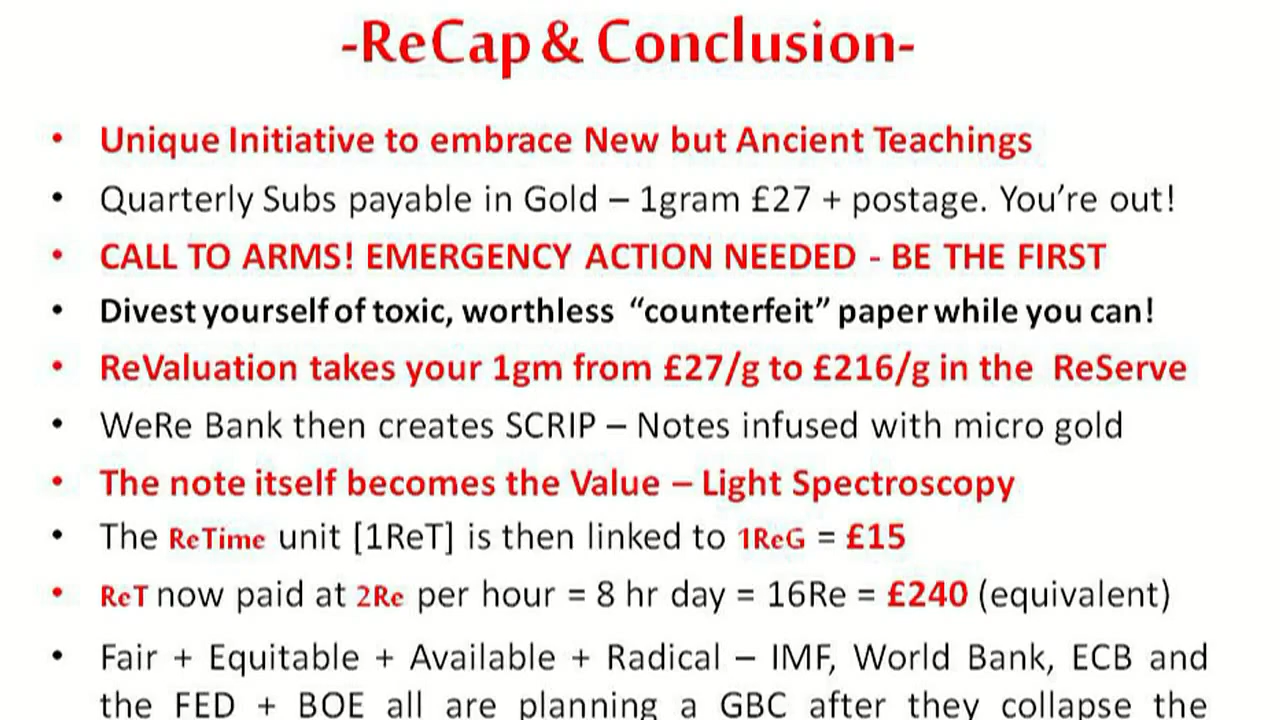 -ReCap & Conclusion-
• Unique Initiative to embrace New but Ancient Teachings
• Quarterly Subs payable in Gold – 1gram £27 + postage. You're out!
• CALL TO ARMS! EMERGENCY ACTION NEEDED - BE THE FIRST
• Divest yourself of toxic, worthless "counterfeit" paper while you can!
• ReValuation takes your 1gm from £27/g to £216/g in the ReServe
• WeRe Bank then creates SCRIP – Notes infused with micro gold
• The note itself becomes the Value – Light Spectroscopy
• The ReTime unit [1ReT] is then linked to 1ReG = £15
• ReT now paid at 2Re per hour = 8 hr day = 16Re = £240 (equivalent)
• Fair + Equitable + Available + Radical – IMF, World Bank, ECB and
the FED + BOE all are planning a GBC after they collapse the